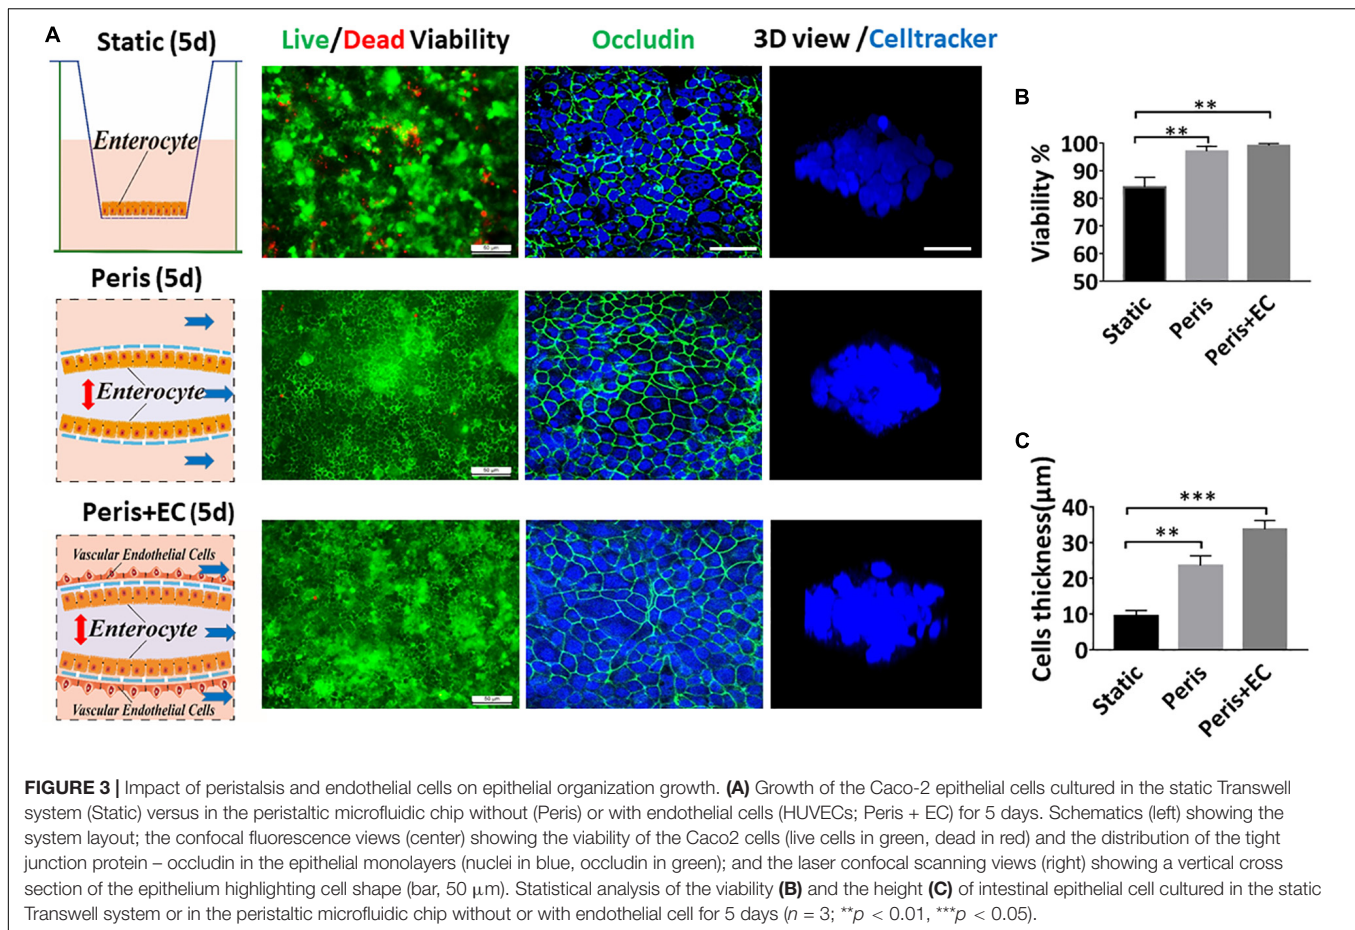 A
Static (5d)
Live/Dead Viability
Occludin
3D view /Celltracker
Enterocyte
50 μm
Peris (5d)
Enterocyte
50 μm
Peris+EC (5d)
Vascular Endothelial Cells
Enterocyte
Vascular Endothelial Cells
50 μm
B
**
**
Viability %
100
90
80
70
60
50
Static
Peris
Peris+EC
C
***
**
Cells thickness(μm)
40
30
20
10
0
Static
Peris
Peris+EC
FIGURE 3 | Impact of peristalsis and endothelial cells on epithelial organization growth. (A) Growth of the Caco-2 epithelial cells cultured in the static Transwell
system (Static) versus in the peristaltic microfluidic chip without (Peris) or with endothelial cells (HUVECs; Peris + EC) for 5 days. Schematics (left) showing the
system layout; the confocal fluorescence views (center) showing the viability of the Caco2 cells (live cells in green, dead in red) and the distribution of the tight
junction protein – occludin in the epithelial monolayers (nuclei in blue, occludin in green); and the laser confocal scanning views (right) showing a vertical cross
section of the epithelium highlighting cell shape (bar, 50 μm). Statistical analysis of the viability (B) and the height (C) of intestinal epithelial cell cultured in the static
Transwell system or in the peristaltic microfluidic chip without or with endothelial cell for 5 days (n = 3; **p < 0.01, ***p < 0.05).